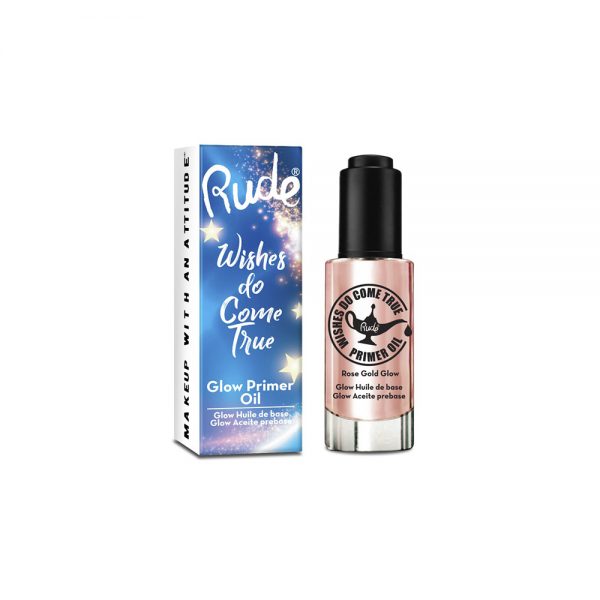 MAKEUP WITH AN ATTITUDE+
Rude®
Wishes
do
Come
True
Glow Primer
Oil
Glow Huile de base
Glow Aceite prebase
WISHES DO COME TRUE
Rude
PRIMER OIL
Rose Gold Glow
Glow Huile de base
Glow Aceite prebase